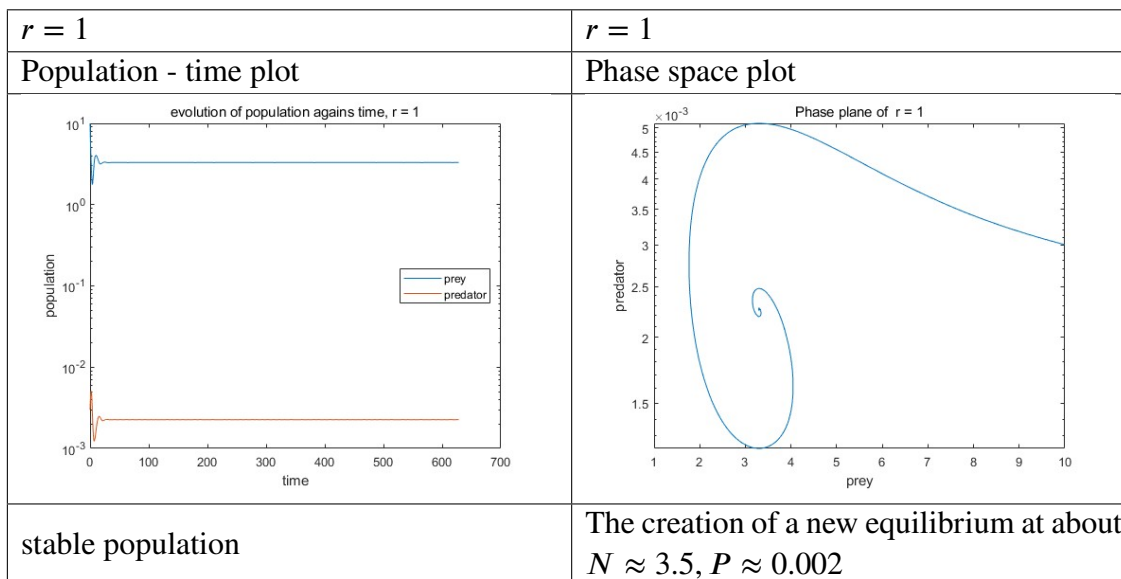 r = 1
r = 1
Population - time plot
Phase space plot
evolution of population agains time, r = 1
10^1
10^0
10^-1
10^-2
10^-3
population
0 100 200 300 400 500 600 700
time
prey
predator
Phase plane of r = 1
×10^-3
5
4.5
4
3.5
3
2.5
2
1.5
predator
1 2 3 4 5 6 7 8 9 10
prey
stable population
The creation of a new equilibrium at about
N ≈ 3.5, P ≈ 0.002